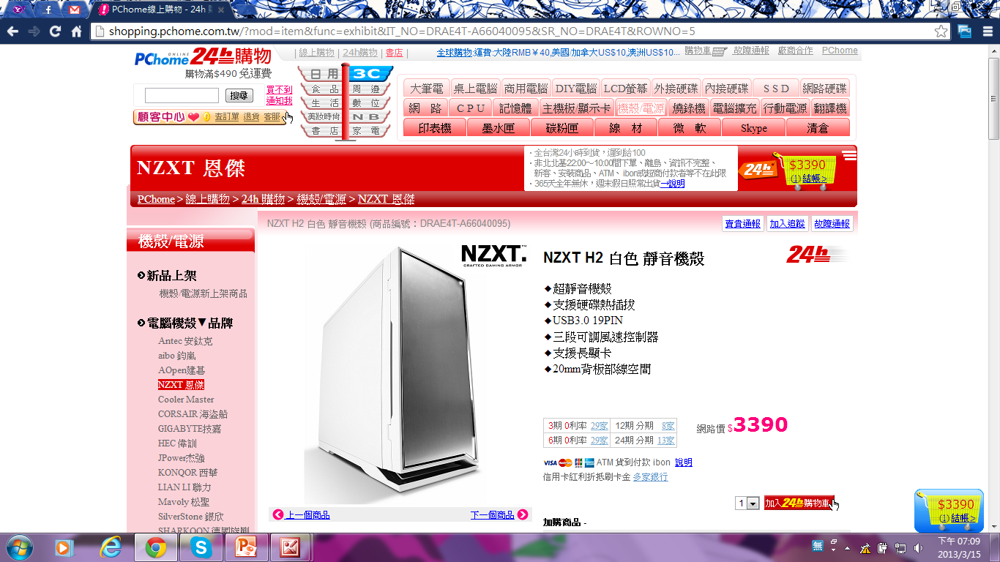 PChome線上購物 - 24h
shopping.pchome.com.tw/?mod=item&func=exhibit&IT_NO=DRAE4T-A66040095&SR_NO=DRAE4T&ROWNO=5
PChome ONLINE 24h購物
| 線上購物 | 24h購物 | 書店 |
全球購物:運費:大陸RMB￥40,美國/加拿大US$10,澳洲US$10...
購物車 故障通報 廠商合作 PChome
購物滿$490 免運費
搜尋
買不到
通知我
顧客中心 查訂單 退貨 客服
日用 3C
食品 周邊
生活 數位
美妝時尚 NB
書店 家電
大筆電 桌上電腦 商用電腦 DIY電腦 LCD螢幕 外接硬碟 內接硬碟 SSD 網路硬碟
網路 CPU 記憶體 主機板/顯示卡 機殼/電源 燒錄機 電腦擴充 行動電源 翻譯機
印表機 墨水匣 碳粉匣 線材 微軟 Skype 清倉
NZXT 恩傑
‧全台灣24小時到貨，遲到給100
‧非北北基22:00～10:00間下單、離島、資訊不完整、
新客、安裝商品、ATM、ibon或超商付款者等不在此限
‧365天全年無休，週末假日照常出貨→說明
24h
$3390
(1) 結帳>
PChome > 線上購物 > 24h 購物 > 機殼/電源 > NZXT 恩傑
NZXT H2 白色 靜音機殼 (商品編號：DRAE4T-A66040095)
賣貴通報 加入追蹤 故障通報
機殼/電源
新品上架
機殼/電源新上架商品
電腦機殼▼品牌
Antec 安鈦克
aibo 鈞嵐
AOpen建碁
NZXT 恩傑
Cooler Master
CORSAIR 海盜船
GIGABYTE技嘉
HEC 偉訓
JPower杰強
KONQOR 西華
LIAN LI 聯力
Mavoly 松聖
SilverStone 銀欣
SHARKOON 德國旋剛
NZXT.
CRAFTED GAMING ARMOR
NZXT H2 白色 靜音機殼
24h
◆超靜音機殼
◆支援硬碟熱插拔
◆USB3.0 19PIN
◆三段可調風速控制器
◆支援長顯卡
◆20mm背板部線空間
3期 0利率 29家 12期 分期 8家
6期 0利率 29家 24期 分期 13家
網路價 $3390
VISA ATM 貨到付款 ibon 說明
信用卡紅利折抵刷卡金 多家銀行
1 加入24h購物車
上一個商品 下一個商品
加購商品 -
$3390
(1) 結帳>
無
下午 07:09
2013/3/15